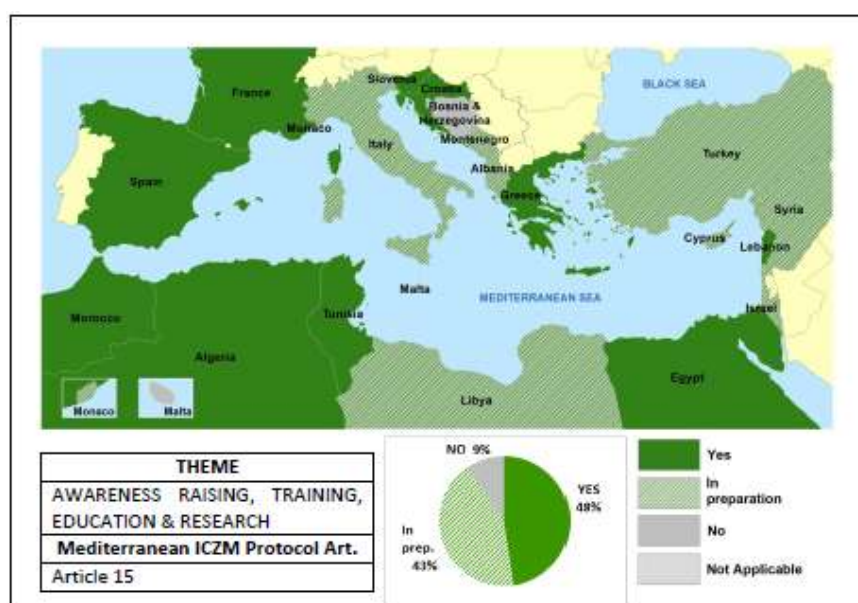 BLACK SEA
Slovenia
Croatia
France
Bosnia &
Herzegovina
Monaco
Montenegro
Italy
Turkey
Albania
Spain
Greece
Syria
Cyprus
Lebanon
Malta
MEDITERRANEAN SEA
Israel
Morocco
Tunisia
Algeria
Egypt
Libya
Monaco
Malta
THEME
AWARENESS RAISING, TRAINING,
EDUCATION & RESEARCH
Mediterranean ICZM Protocol Art.
Article 15
NO 9%
YES
48%
In
prep.
43%
Yes
In
preparation
No
Not Applicable